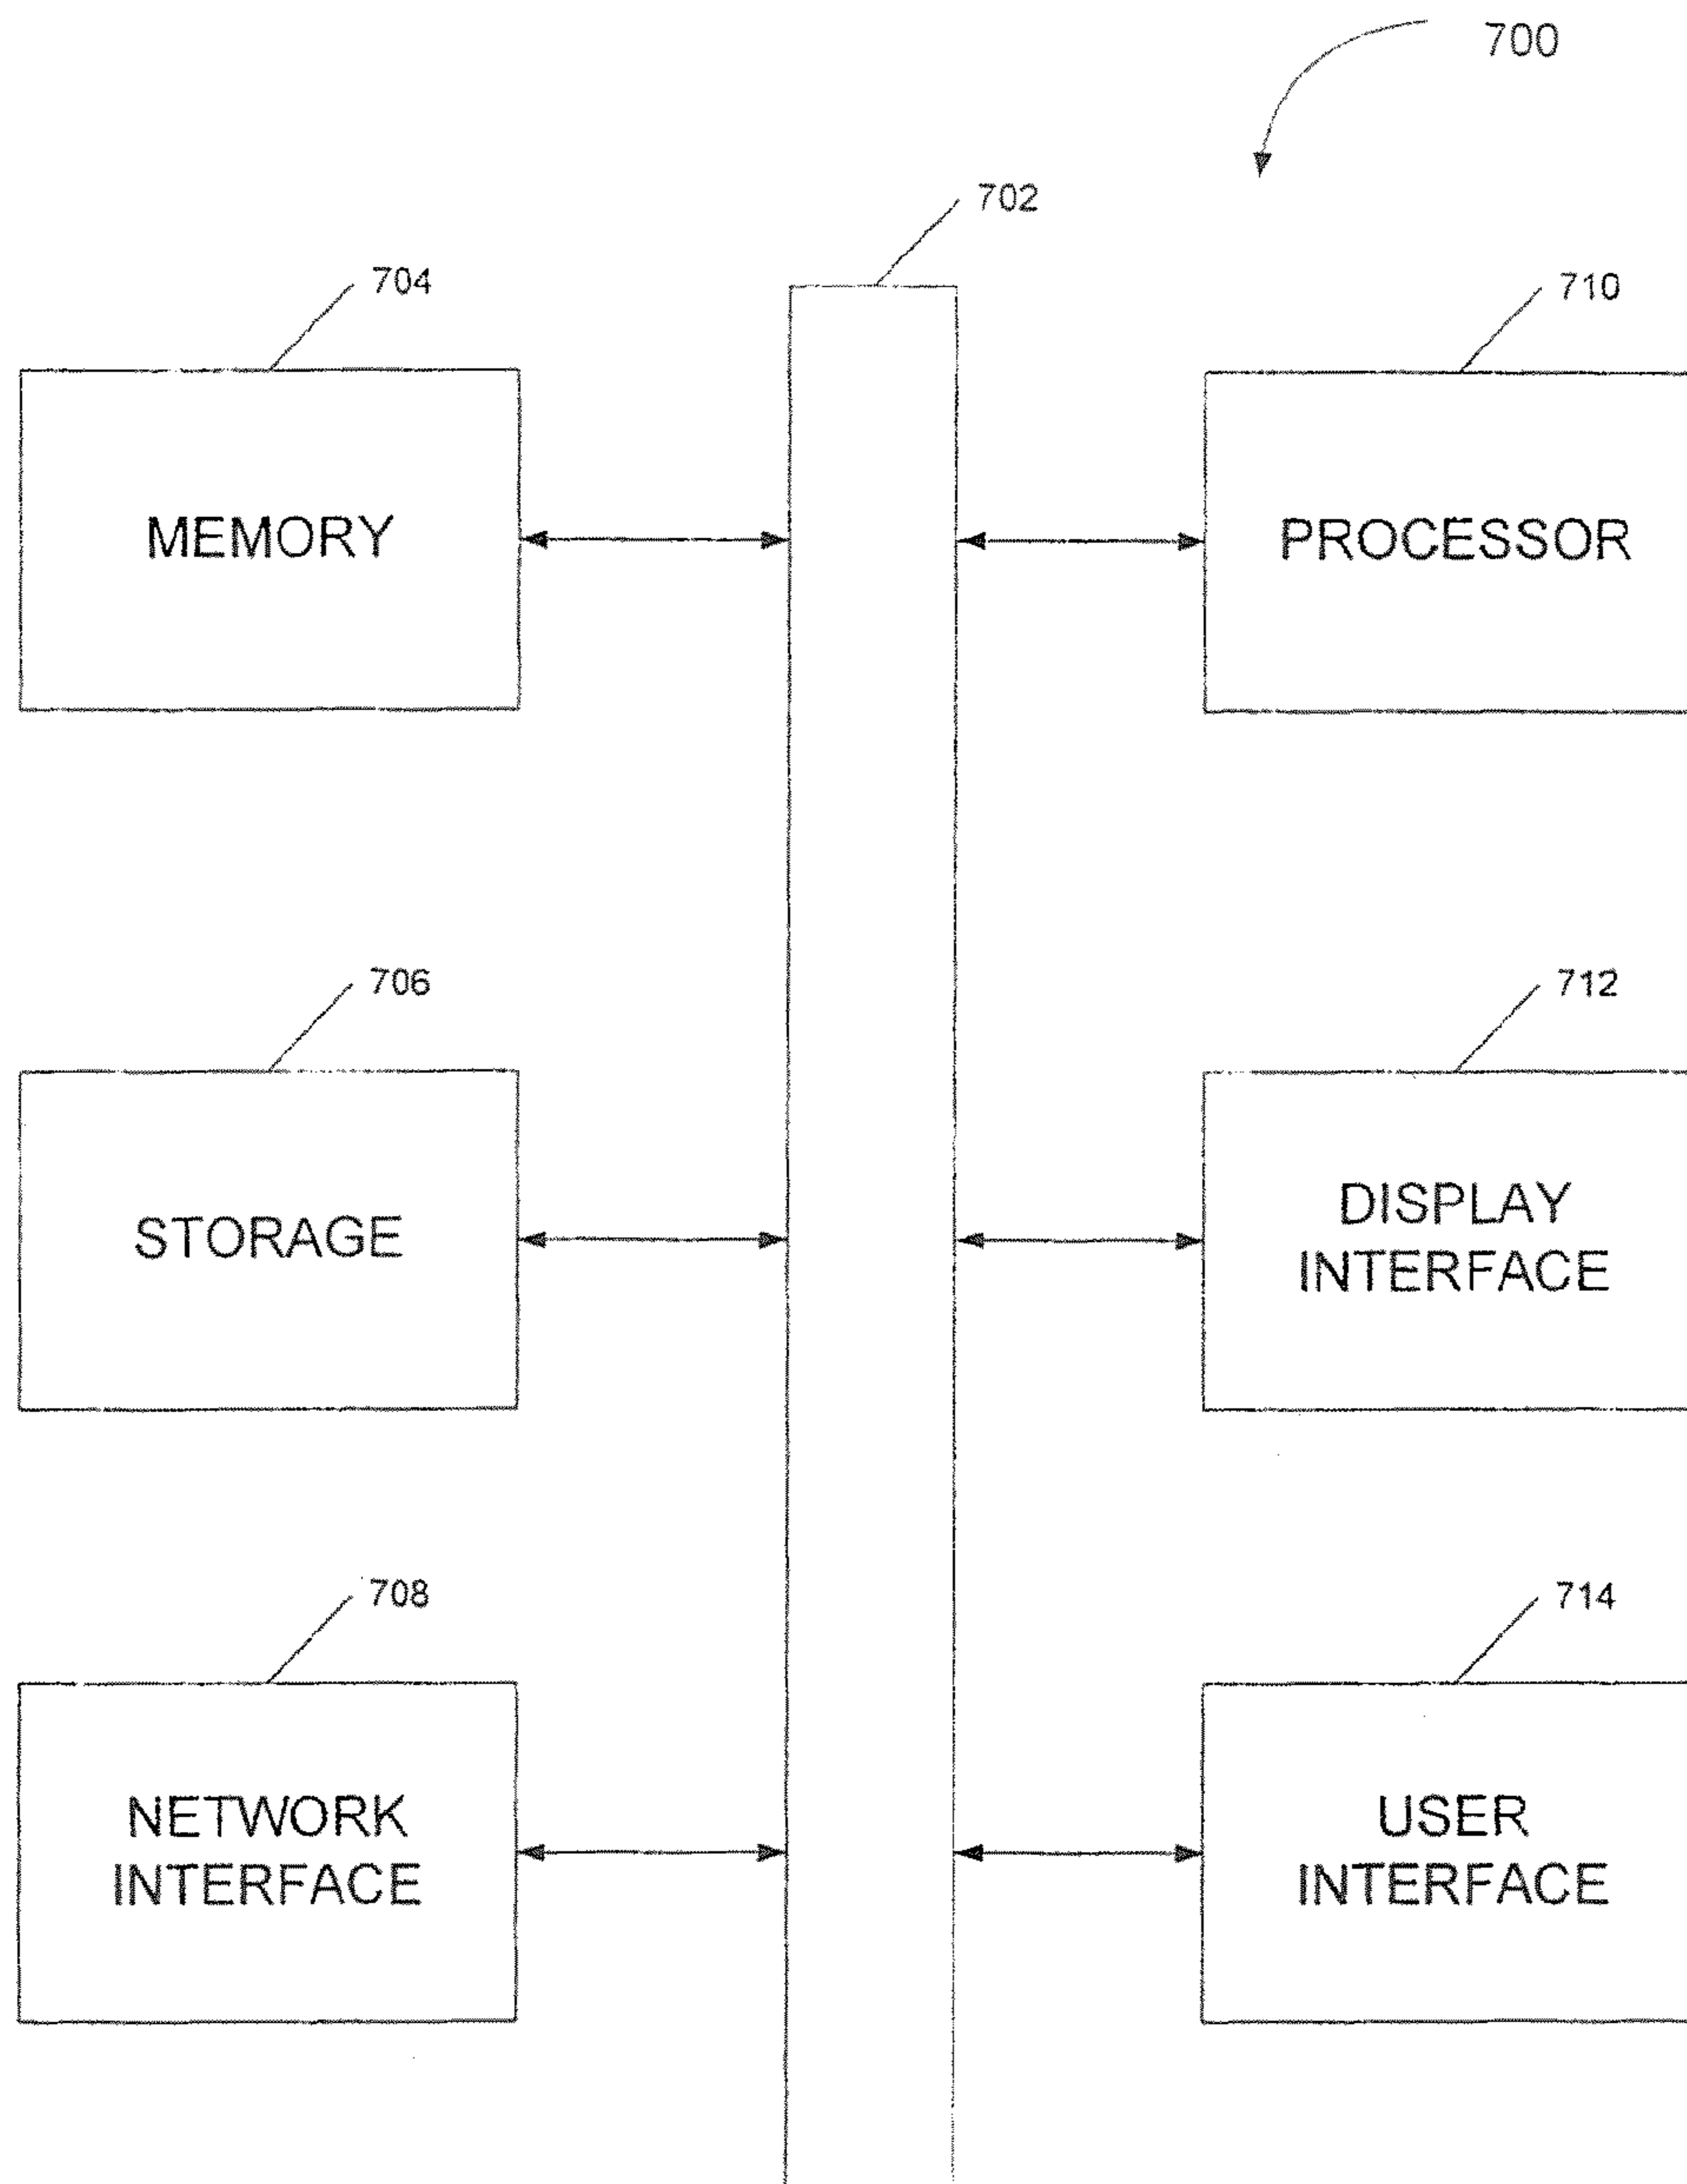 700
702
704
710
MEMORY
PROCESSOR
706
712
STORAGE
DISPLAY
INTERFACE
708
714
NETWORK
INTERFACE
USER
INTERFACE